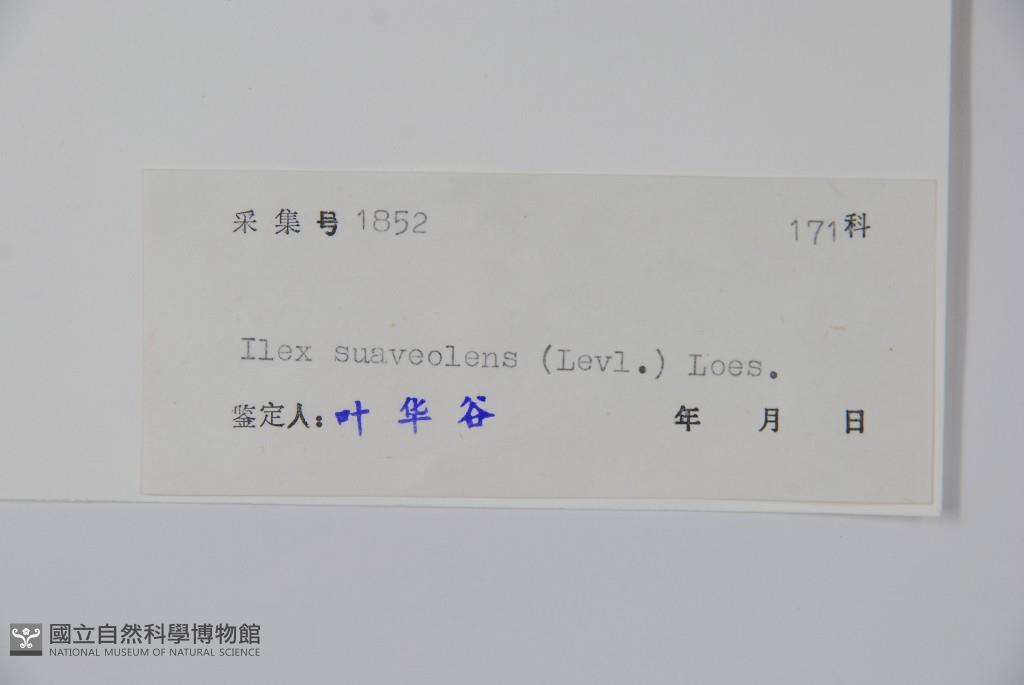 采集号 1852 171科
Ilex suaveolens (Levl.) Loes.
鉴定人：叶华谷 年 月 日
國立自然科學博物館
NATIONAL MUSEUM OF NATURAL SCIENCE